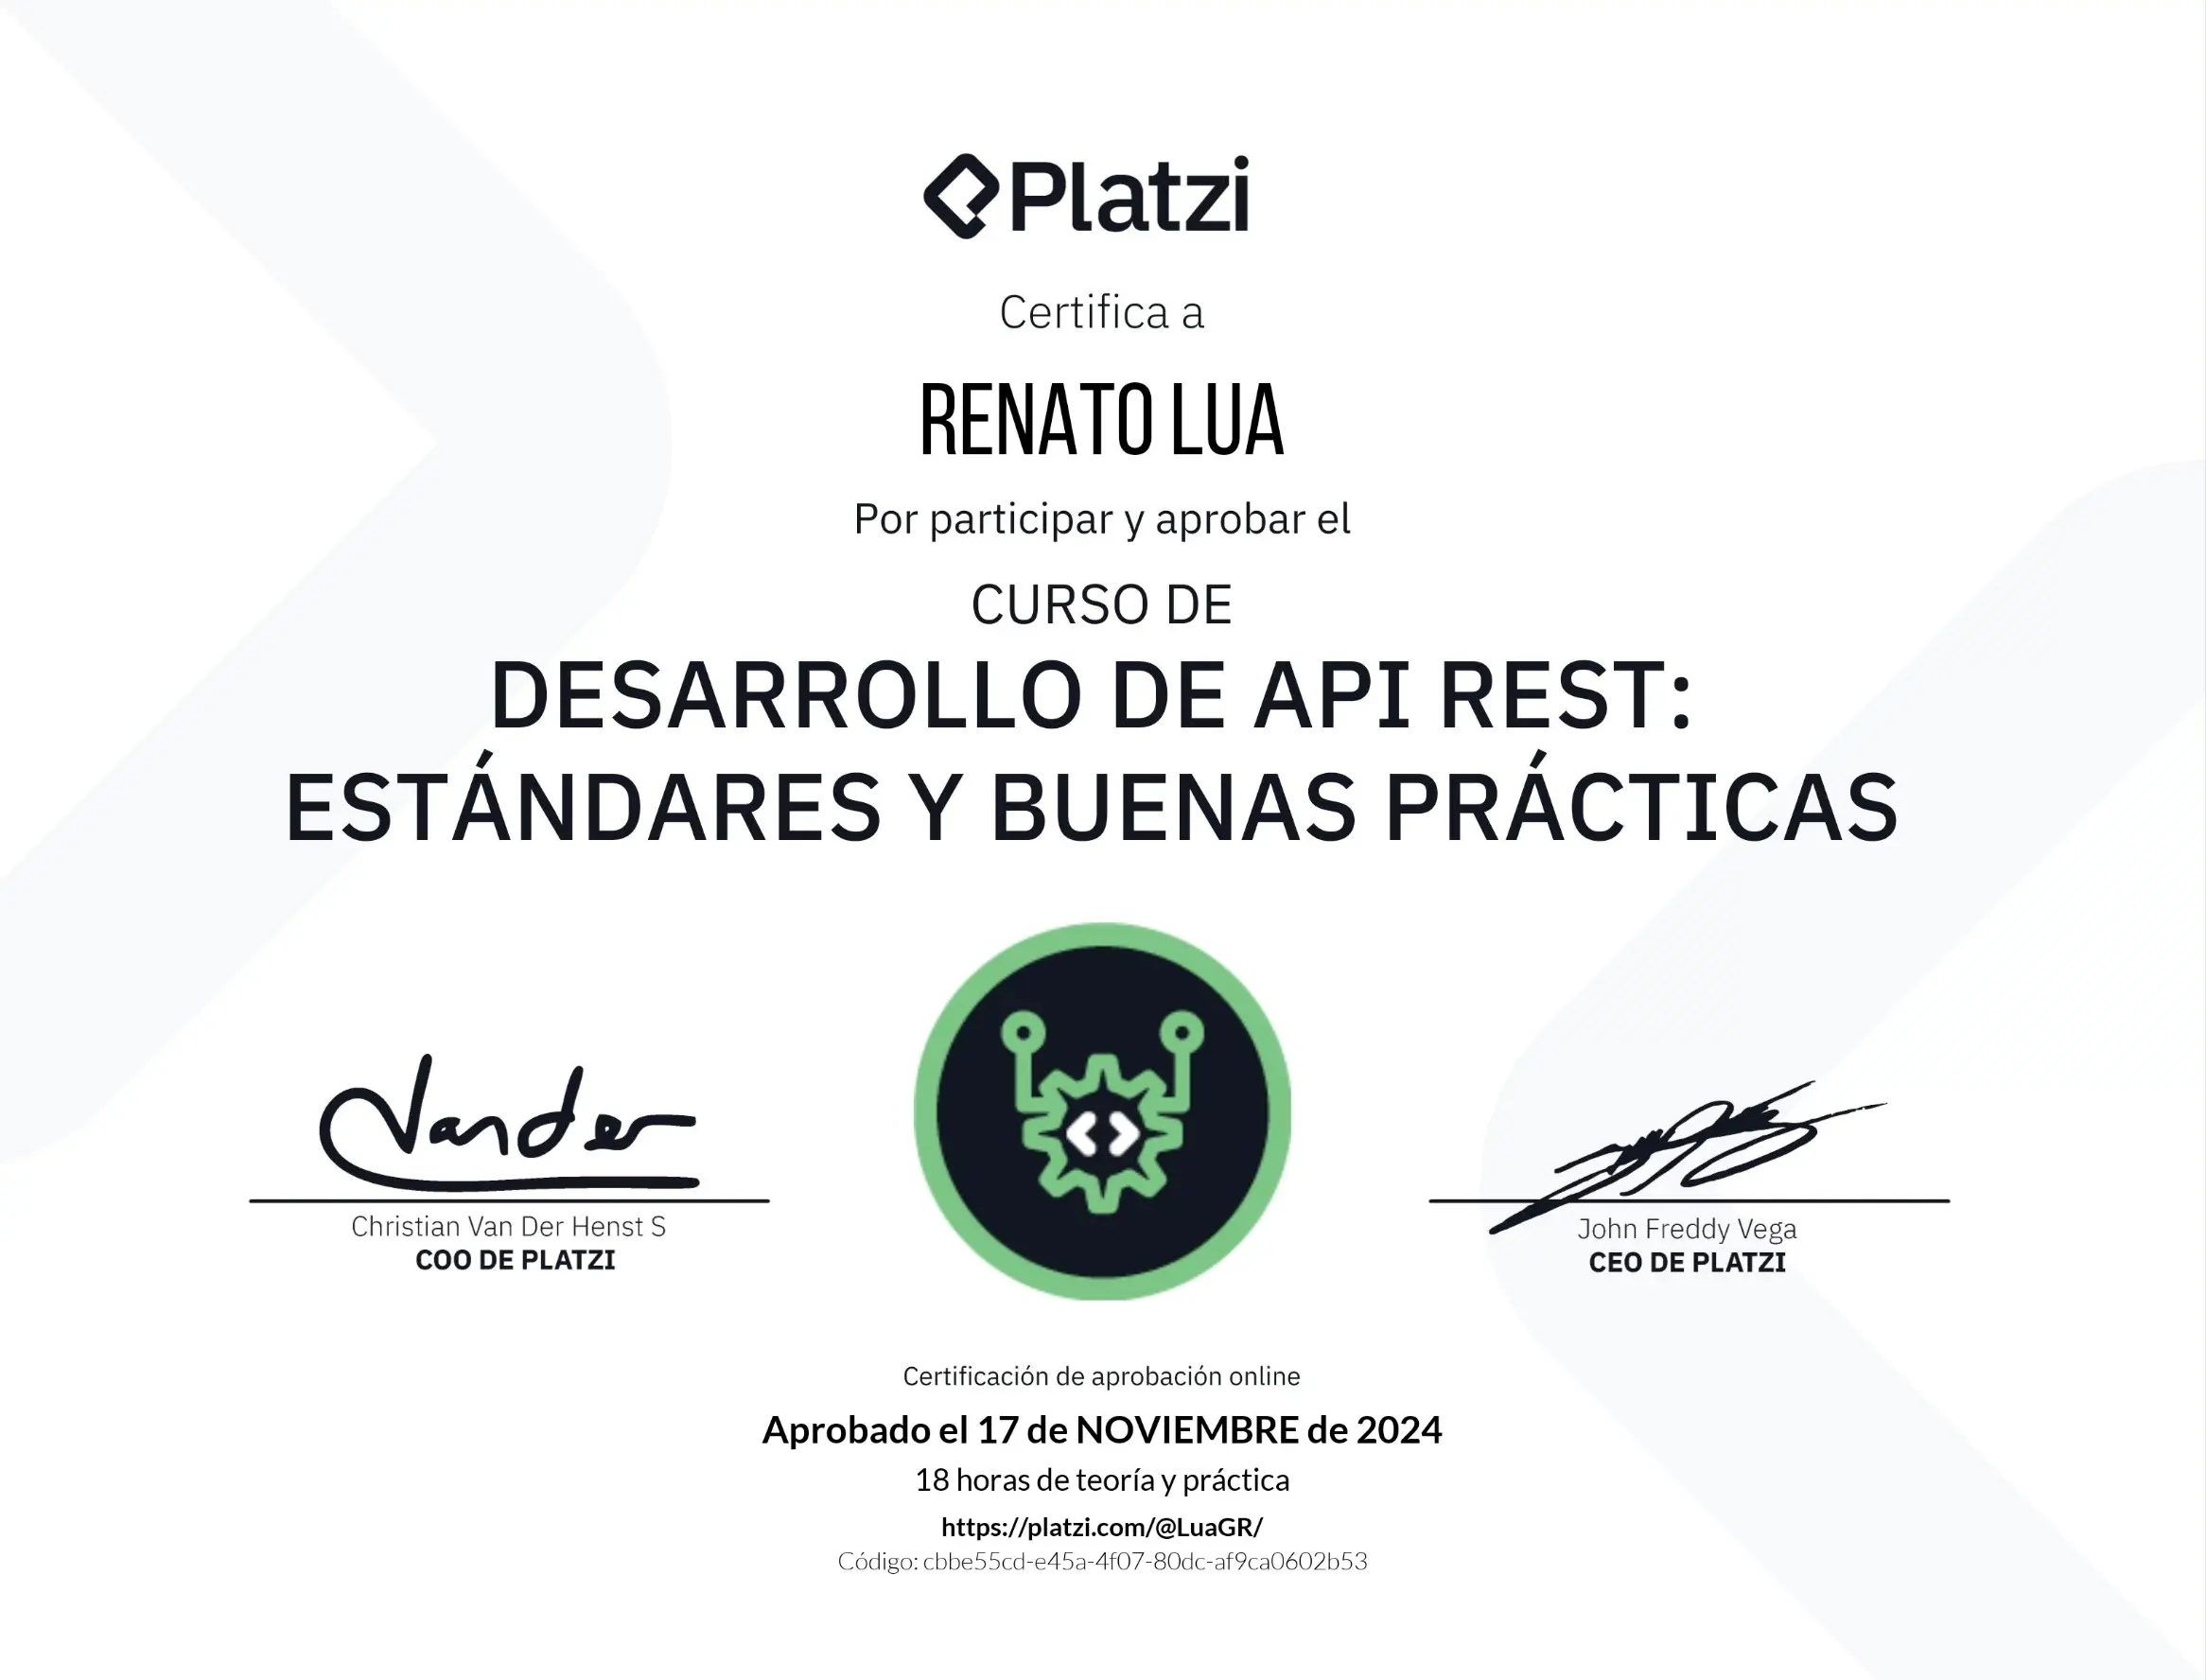 Platzi
Certifica a
RENATO LUA
Por participar y aprobar el
CURSO DE
DESARROLLO DE API REST:
ESTÁNDARES Y BUENAS PRÁCTICAS
Vander
Christian Van Der Henst S
COO DE PLATZI
John Freddy Vega
CEO DE PLATZI
Certificación de aprobación online
Aprobado el 17 de NOVIEMBRE de 2024
18 horas de teoría y práctica
https://platzi.com/@LuaGR/
Código: cbbe55cd-e45a-4f07-80dc-af9ca0602b53